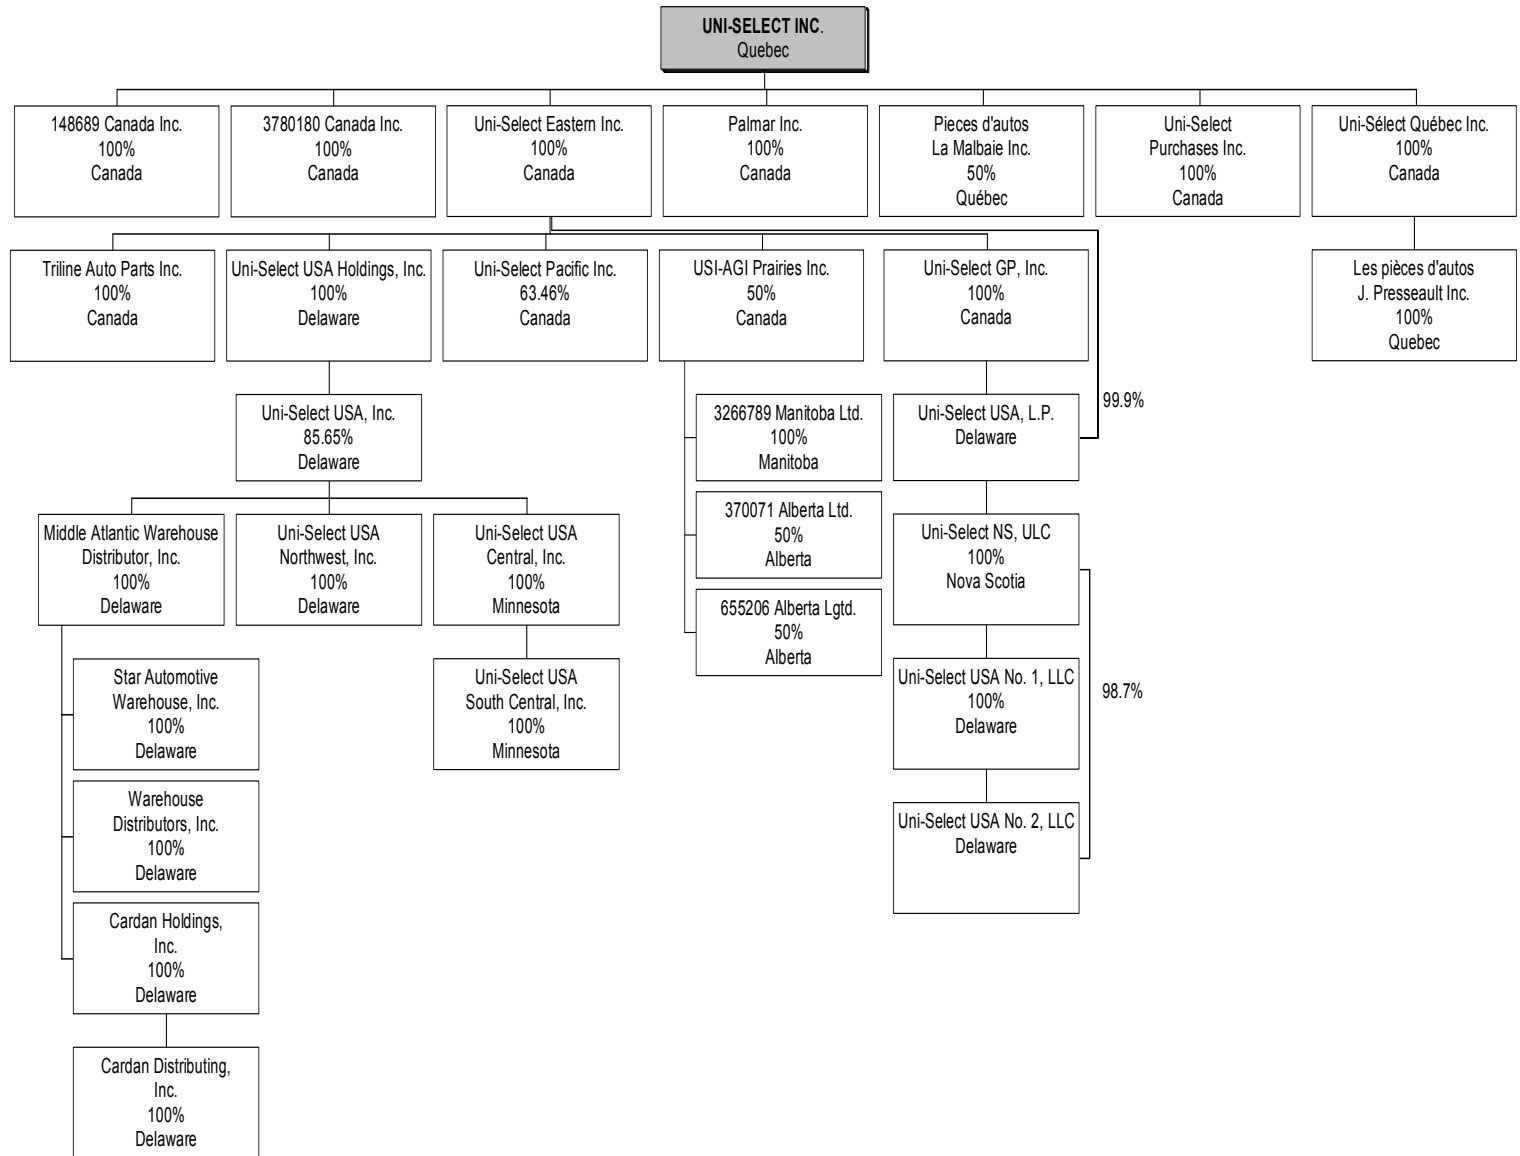 UNI-SELECT INC.
Quebec
148689 Canada Inc.
100%
Canada
3780180 Canada Inc.
100%
Canada
Uni-Select Eastern Inc.
100%
Canada
Palmar Inc.
100%
Canada
Pieces d'autos
La Malbaie Inc.
50%
Québec
Uni-Select
Purchases Inc.
100%
Canada
Uni-Sélect Québec Inc.
100%
Canada
Triline Auto Parts Inc.
100%
Canada
Uni-Select USA Holdings, Inc.
100%
Delaware
Uni-Select Pacific Inc.
63.46%
Canada
USI-AGI Prairies Inc.
50%
Canada
Uni-Select GP, Inc.
100%
Canada
Les pièces d'autos
J. Presseault Inc.
100%
Quebec
Uni-Select USA, Inc.
85.65%
Delaware
3266789 Manitoba Ltd.
100%
Manitoba
Uni-Select USA, L.P.
Delaware
99.9%
Middle Atlantic Warehouse
Distributor, Inc.
100%
Delaware
Uni-Select USA
Northwest, Inc.
100%
Delaware
Uni-Select USA
Central, Inc.
100%
Minnesota
370071 Alberta Ltd.
50%
Alberta
Uni-Select NS, ULC
100%
Nova Scotia
655206 Alberta Lgtd.
50%
Alberta
Star Automotive
Warehouse, Inc.
100%
Delaware
Uni-Select USA
South Central, Inc.
100%
Minnesota
Uni-Select USA No. 1, LLC
100%
Delaware
98.7%
Warehouse
Distributors, Inc.
100%
Delaware
Uni-Select USA No. 2, LLC
Delaware
Cardan Holdings,
Inc.
100%
Delaware
Cardan Distributing,
Inc.
100%
Delaware